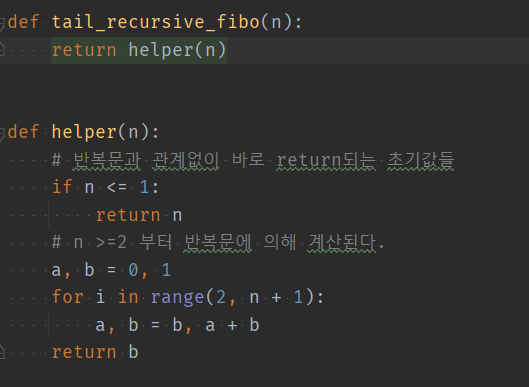 def tail_recursive_fibo(n):
    return helper(n)
def helper(n):
    # 반복문과 관계없이 바로 return되는 초기값들
    if n <= 1:
        return n
    # n >=2 부터 반복문에 의해 계산된다.
    a, b = 0, 1
    for i in range(2, n + 1):
        a, b = b, a + b
    return b